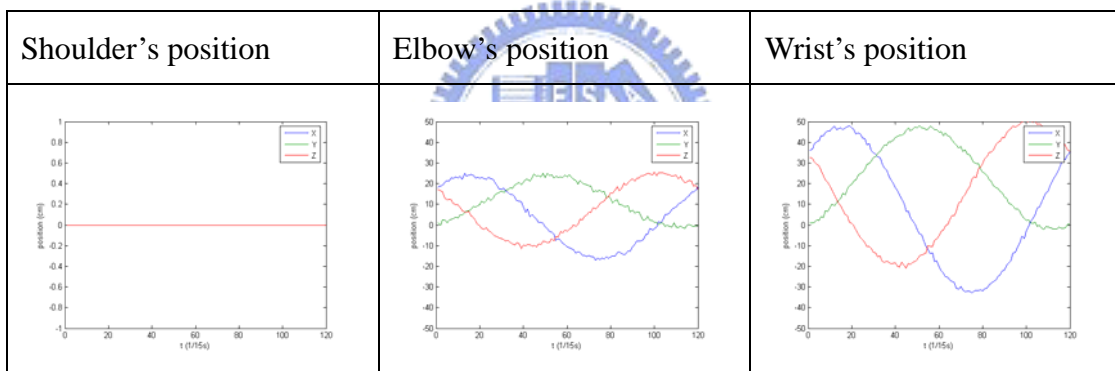 Shoulder's position
Elbow's position
Wrist's position
1
0.8
0.6
0.4
0.2
0
-0.2
-0.4
-0.6
-0.8
-1
position (cm)
0 20 40 60 80 100 120
t (1/15s)
X
Y
Z
50
40
30
20
10
0
-10
-20
-30
-40
-50
position (cm)
0 20 40 60 80 100 120
t (1/15s)
X
Y
Z
50
40
30
20
10
0
-10
-20
-30
-40
-50
position (cm)
0 20 40 60 80 100 120
t (1/15s)
X
Y
Z